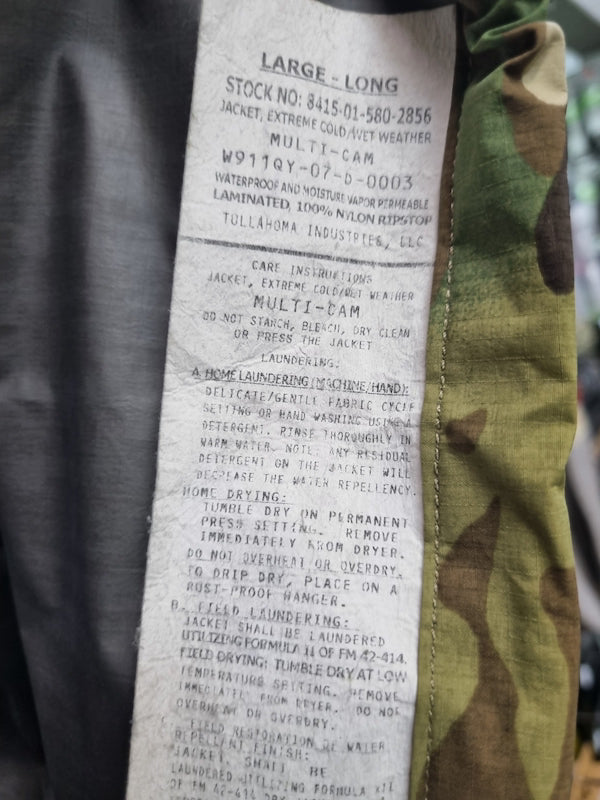 LARGE - LONG
STOCK NO: 8415-01-580-2856
JACKET, EXTREME COLD/WET WEATHER
MULTI-CAM
W911QY-07-D-0003
WATERPROOF AND MOISTURE VAPOR PERMEABLE
LAMINATED, 100% NYLON RIPSTOP
TULLAHOMA INDUSTRIES, LLC
CARE INSTRUCTIONS
JACKET, EXTREME COLD/WET WEATHER
MULTI-CAM
DO NOT STARCH, BLEACH, DRY CLEAN
OR PRESS THE JACKET
LAUNDERING:
A. HOME LAUNDERING (MACHINE/HAND):
DELICATE/GENTLE FABRIC CYCLE
SETTING OR HAND WASHING USING A
DETERGENT. RINSE THOROUGHLY IN
WARM WATER. NOTE: ANY RESIDUAL
DETERGENT ON THE JACKET WILL
DECREASE THE WATER REPELLENCY.
HOME DRYING:
TUMBLE DRY ON PERMANENT
PRESS SETTING. REMOVE
IMMEDIATELY FROM DRYER.
DO NOT OVERHEAT OR OVERDRY.
TO DRIP DRY, PLACE ON A
RUST-PROOF HANGER.
B. FIELD LAUNDERING:
JACKET SHALL BE LAUNDERED
UTILIZING FORMULA II OF FM 42-414.
FIELD DRYING: TUMBLE DRY AT LOW
TEMPERATURE SETTING. REMOVE
IMMEDIATELY FROM DRYER. DO NOT
OVERHEAT OR OVERDRY.
FIELD RESTORATION OF WATER
REPELLENT FINISH:
JACKET SHALL BE
LAUNDERED UTILIZING FORMULA XII
OF FM 42-414 DRY